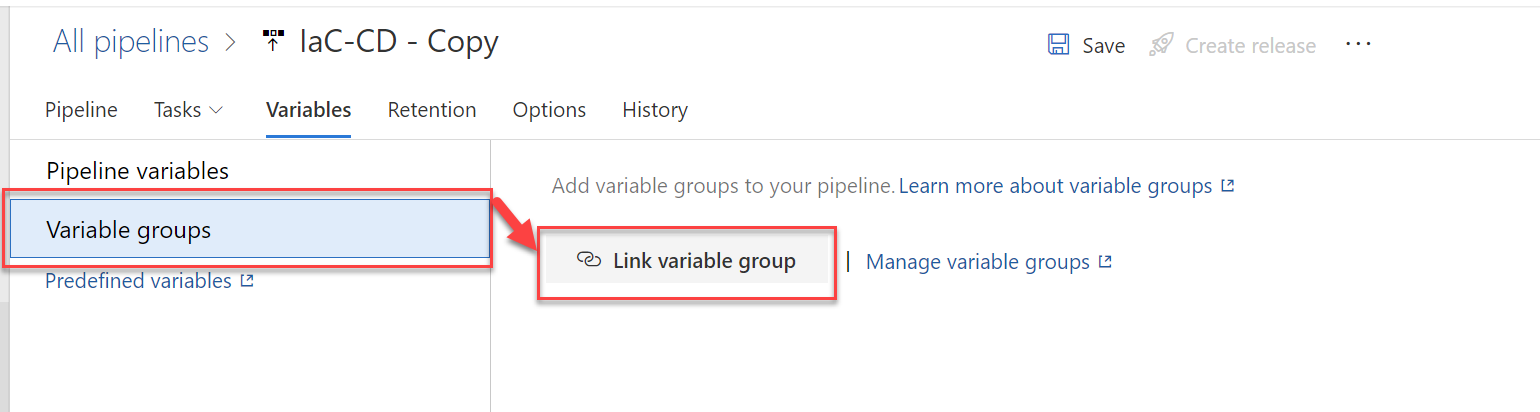 All pipelines > IaC-CD - Copy
Save Create release ...
Pipeline Tasks Variables Retention Options History
Pipeline variables
Add variable groups to your pipeline. Learn more about variable groups
Variable groups
Link variable group | Manage variable groups
Predefined variables